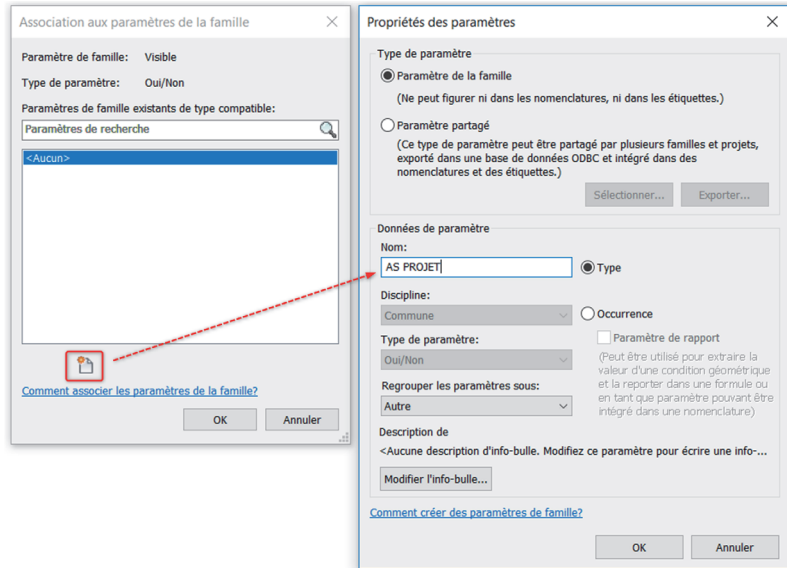 Association aux paramètres de la famille
Paramètre de famille: Visible
Type de paramètre: Oui/Non
Paramètres de famille existants de type compatible:
Paramètres de recherche
<Aucun>
Comment associer les paramètres de la famille?
OK Annuler
Propriétés des paramètres
Type de paramètre
Paramètre de la famille
(Ne peut figurer ni dans les nomenclatures, ni dans les étiquettes.)
Paramètre partagé
(Ce type de paramètre peut être partagé par plusieurs familles et projets,
exporté dans une base de données ODBC et intégré dans des
nomenclatures et des étiquettes.)
Sélectionner... Exporter...
Données de paramètre
Nom:
AS PROJET
Type
Discipline:
Commune
Occurrence
Type de paramètre:
Paramètre de rapport
Oui/Non
(Peut être utilisé pour extraire la
valeur d'une condition géométrique
et la reporter dans une formule ou
en tant que paramètre pouvant être
intégré dans une nomenclature)
Regrouper les paramètres sous:
Autre
Description de
<Aucune description d'info-bulle. Modifiez ce paramètre pour écrire une info-...
Modifier l'info-bulle...
Comment créer des paramètres de famille?
OK Annuler